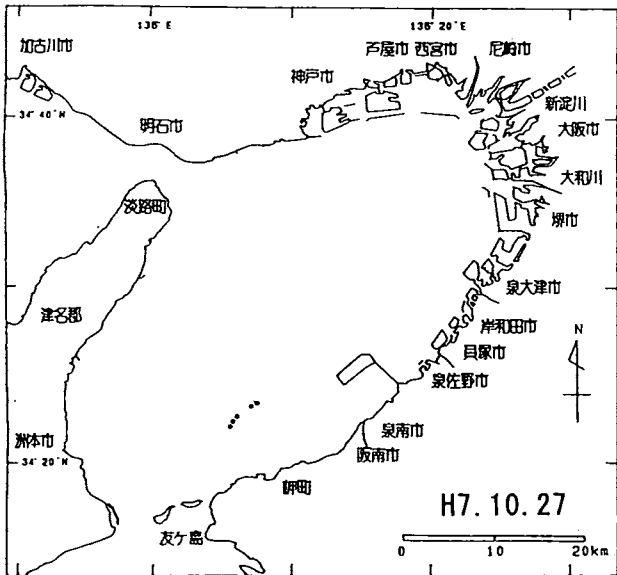 135°E
135°20'E
加古川市
芦屋市 西宮市 尼崎市
神戸市
新淀川
34°40'N
明石市
大阪市
大和川
淡路町
堺市
泉大津市
津名郡
岸和田市
N
貝塚市
泉佐野市
泉南市
洲本市
阪南市
34°20'N
岬町
H7.10.27
友ケ島
0 10 20km